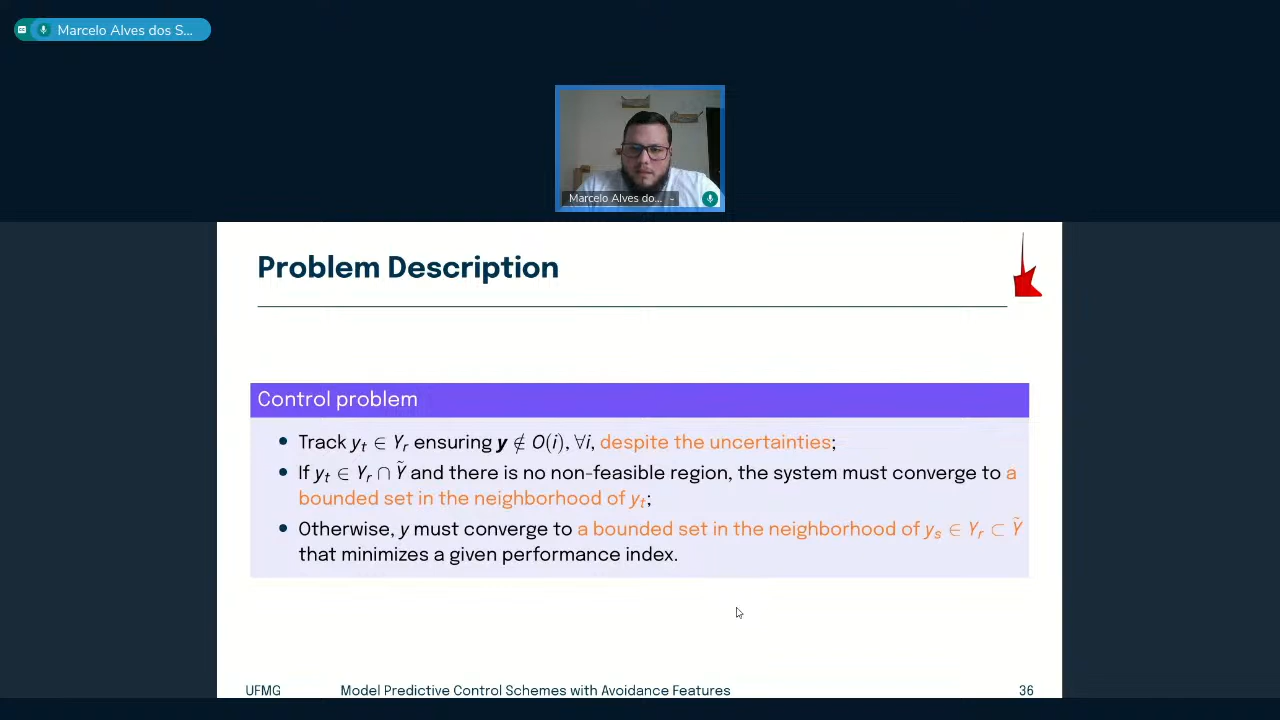 Marcelo Alves dos S...
Marcelo Alves do...
Problem Description
Control problem
• Track yₜ ∈ Yᵣ ensuring y ∉ O(i), ∀i, despite the uncertainties;
• If yₜ ∈ Yᵣ ∩ Ỹ and there is no non-feasible region, the system must converge to a
bounded set in the neighborhood of yₜ;
• Otherwise, y must converge to a bounded set in the neighborhood of yₛ ∈ Yᵣ ⊂ Ỹ
that minimizes a given performance index.
UFMG Model Predictive Control Schemes with Avoidance Features 36